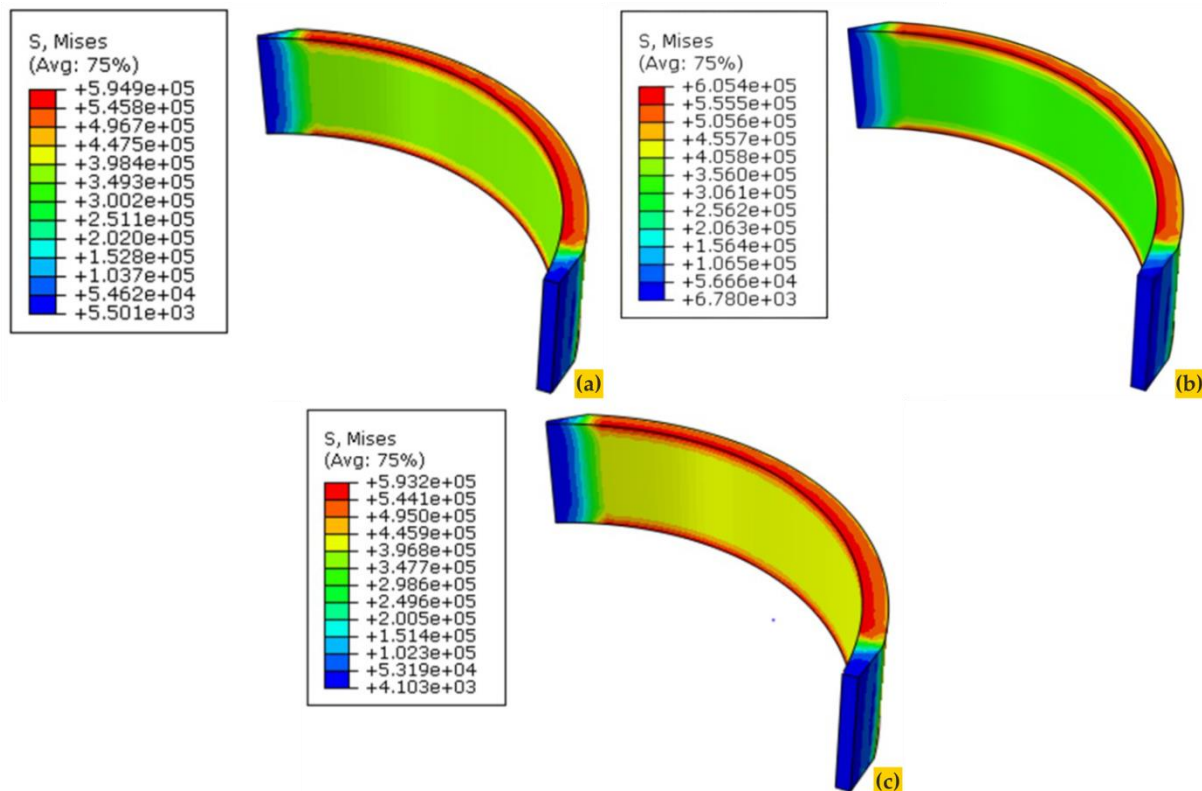 S, Mises
(Avg: 75%)
+5.949e+05
+5.458e+05
+4.967e+05
+4.475e+05
+3.984e+05
+3.493e+05
+3.002e+05
+2.511e+05
+2.020e+05
+1.528e+05
+1.037e+05
+5.462e+04
+5.501e+03
(a)
S, Mises
(Avg: 75%)
+6.054e+05
+5.555e+05
+5.056e+05
+4.557e+05
+4.058e+05
+3.560e+05
+3.061e+05
+2.562e+05
+2.063e+05
+1.564e+05
+1.065e+05
+5.666e+04
+6.780e+03
(b)
S, Mises
(Avg: 75%)
+5.932e+05
+5.441e+05
+4.950e+05
+4.459e+05
+3.968e+05
+3.477e+05
+2.986e+05
+2.496e+05
+2.005e+05
+1.514e+05
+1.023e+05
+5.319e+04
+4.103e+03
(c)